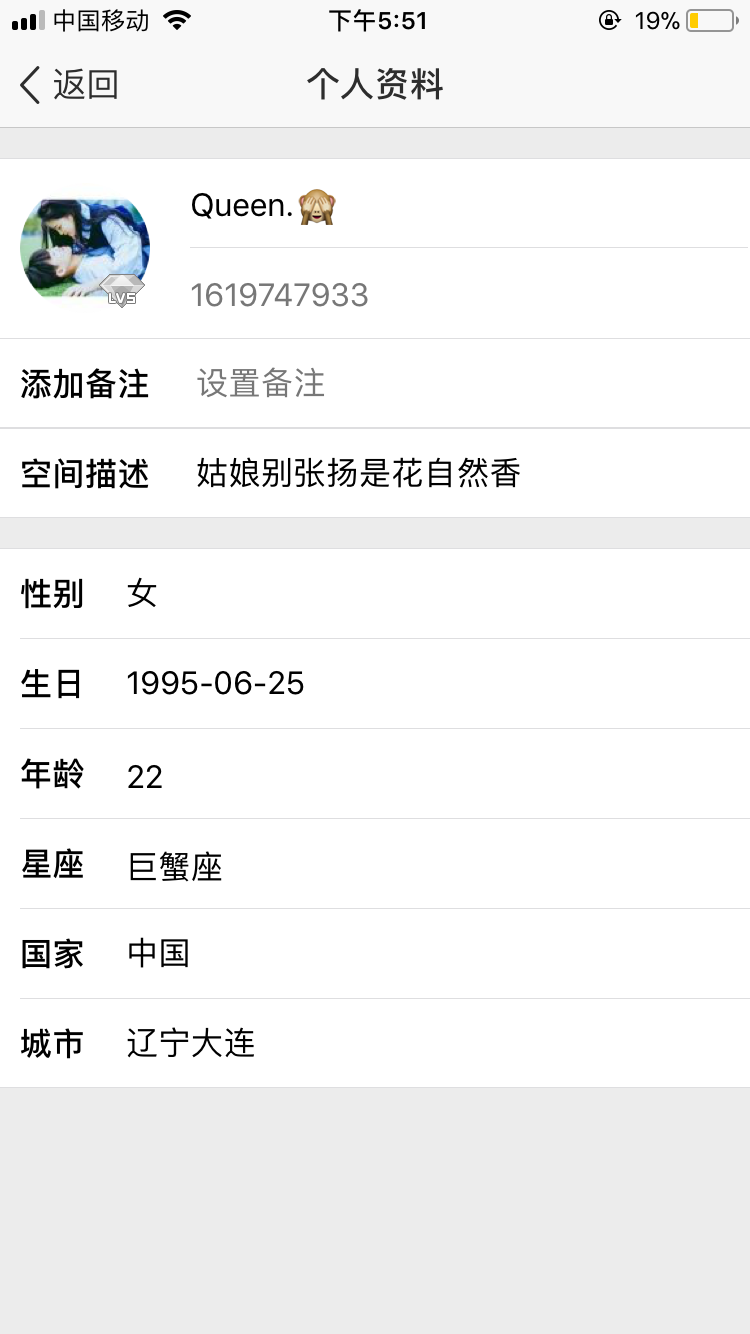 中国移动 下午5:51 19%
返回 个人资料
Queen.🙈
LV5
1619747933
添加备注 设置备注
空间描述 姑娘别张扬是花自然香
性别 女
生日 1995-06-25
年龄 22
星座 巨蟹座
国家 中国
城市 辽宁大连